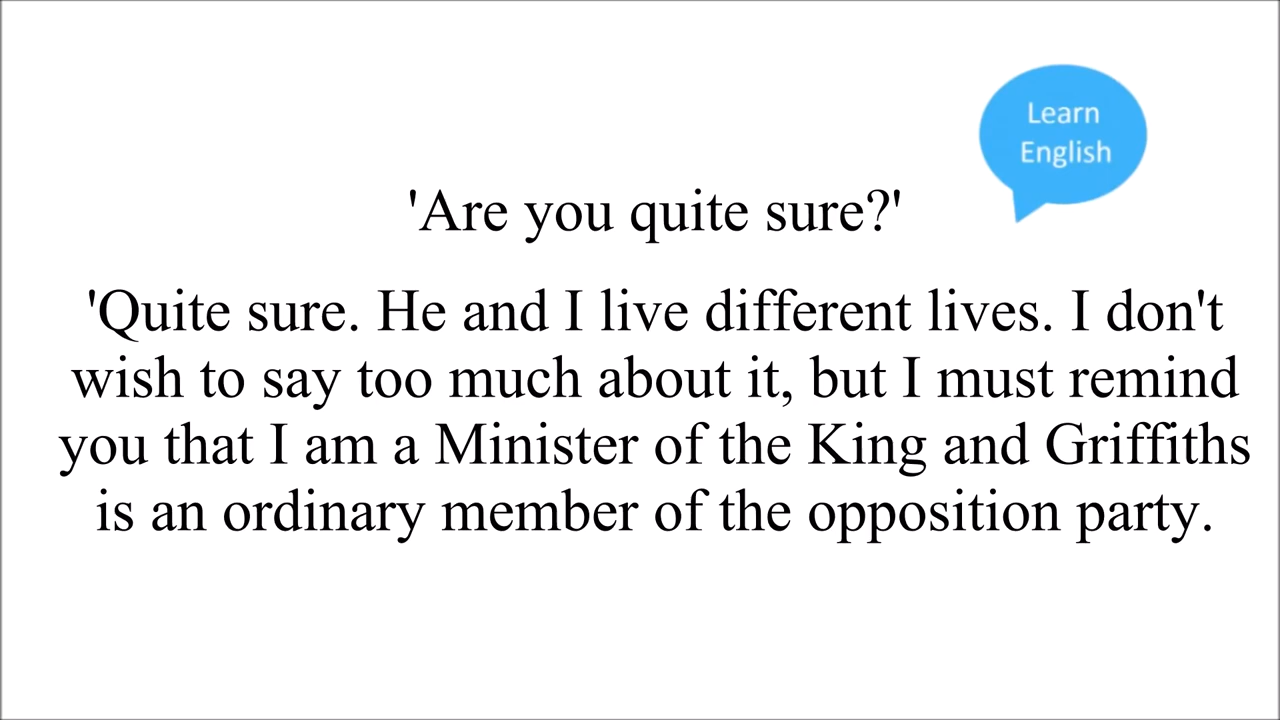 Learn
English
'Are you quite sure?'
'Quite sure. He and I live different lives. I don't
wish to say too much about it, but I must remind
you that I am a Minister of the King and Griffiths
is an ordinary member of the opposition party.